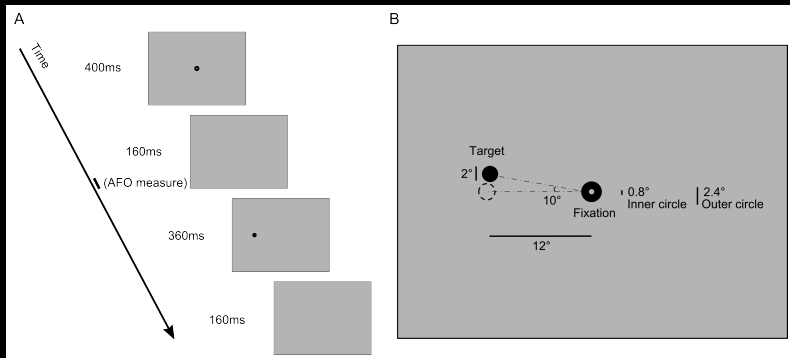 A
Time
400ms
160ms
(AFO measure)
360ms
160ms
B
Target
2°
10°
Fixation
0.8°
Inner circle
2.4°
Outer circle
12°